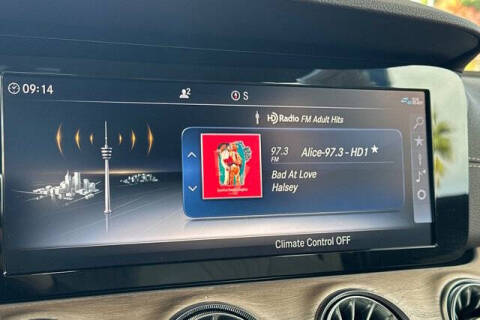 09:14
2
S
HD Radio FM Adult Hits
97.3 Alice-97.3 - HD1
FM
Bad At Love
Halsey
Climate Control OFF